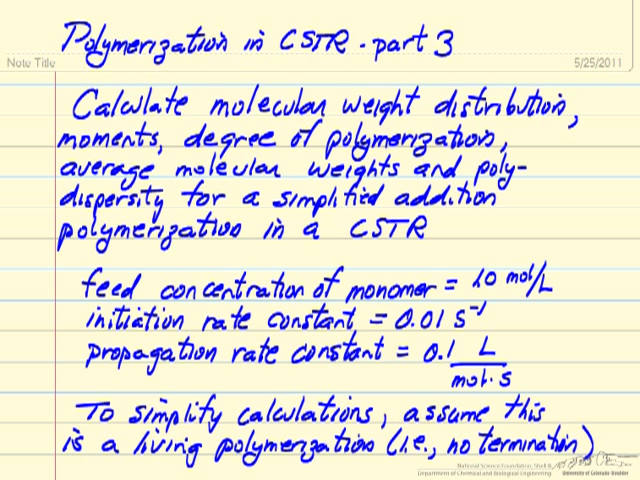 Polymerization in CSTR - part 3
Note Title
5/25/2011
Calculate molecular weight distribution,
moments, degree of polymerization,
average molecular weights and poly-
dispersity for a simplified addition
polymerization in a CSTR
feed concentration of monomer = 10 mol/L
initiation rate constant = 0.01 s⁻¹
propagation rate constant = 0.1 L/mol·s
To simplify calculations, assume this
is a living polymerization (i.e., no termination)
National Science Foundation, Shell &
Department of Chemical and Biological Engineering
University of Colorado Boulder